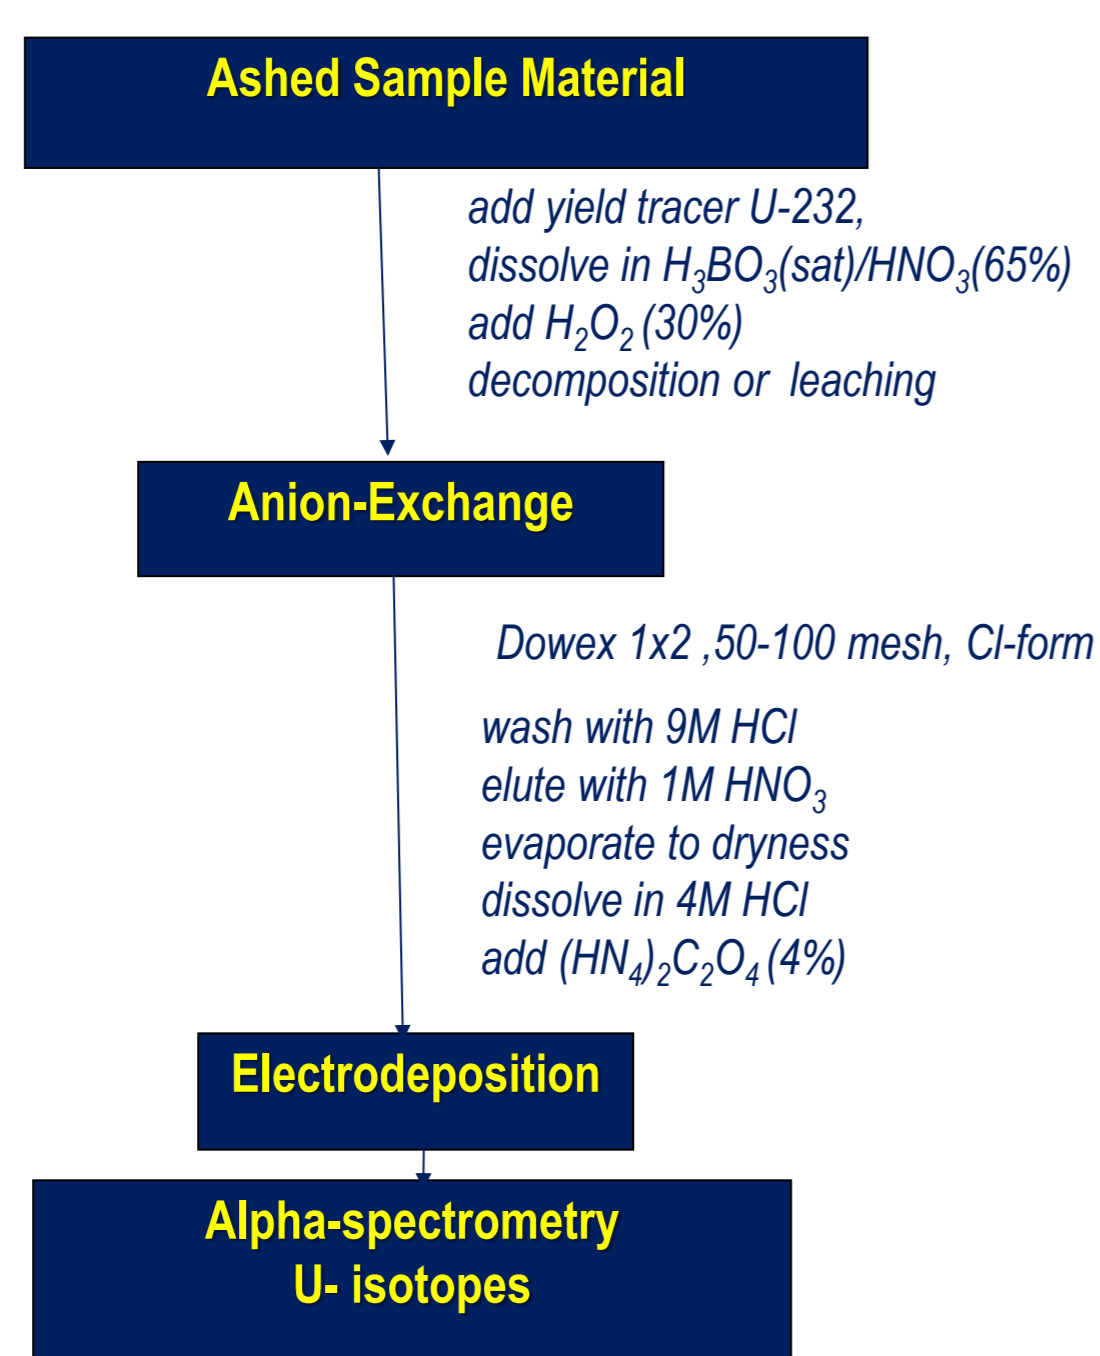 Ashed Sample Material
add yield tracer U-232,
dissolve in H₃BO₃(sat)/HNO₃(65%)
add H₂O₂ (30%)
decomposition or leaching
Anion-Exchange
Dowex 1x2 ,50-100 mesh, Cl-form
wash with 9M HCl
elute with 1M HNO₃
evaporate to dryness
dissolve in 4M HCl
add (HN₄)₂C₂O₄ (4%)
Electrodeposition
Alpha-spectrometry
U- isotopes